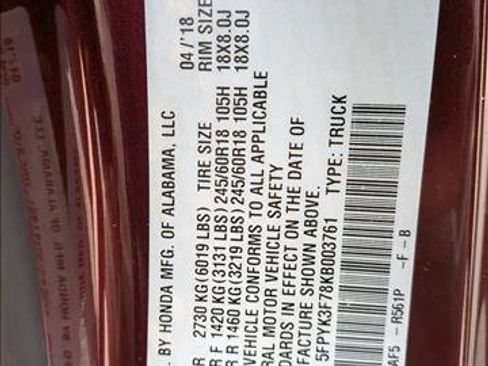 . BY HONDA MFG. OF ALABAMA, LLC 04/'18
R 2730 KG (6019 LBS) TIRE SIZE RIM SIZE
R F 1420 KG (3131 LBS) 245/60R18 105H 18X8.0J
R R 1460 KG (3219 LBS) 245/60R18 105H 18X8.0J
VEHICLE CONFORMS TO ALL APPLICABLE
RAL MOTOR VEHICLE SAFETY
DARDS IN EFFECT ON THE DATE OF
FACTURE SHOWN ABOVE.
5FPYK3F78KB003761 TYPE: TRUCK
AF5 - R561P -F-B